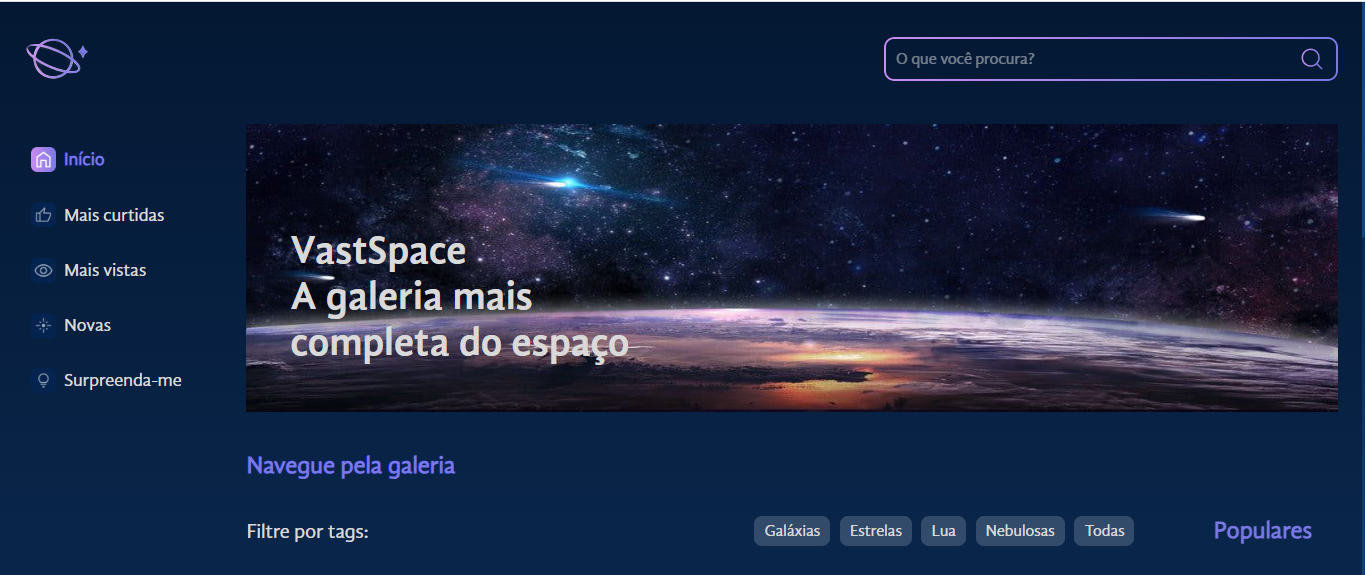 O que você procura?
Início
Mais curtidas
Mais vistas
Novas
Surpreenda-me
VastSpace
A galeria mais
completa do espaço
Navegue pela galeria
Filtre por tags:
Galáxias
Estrelas
Lua
Nebulosas
Todas
Populares